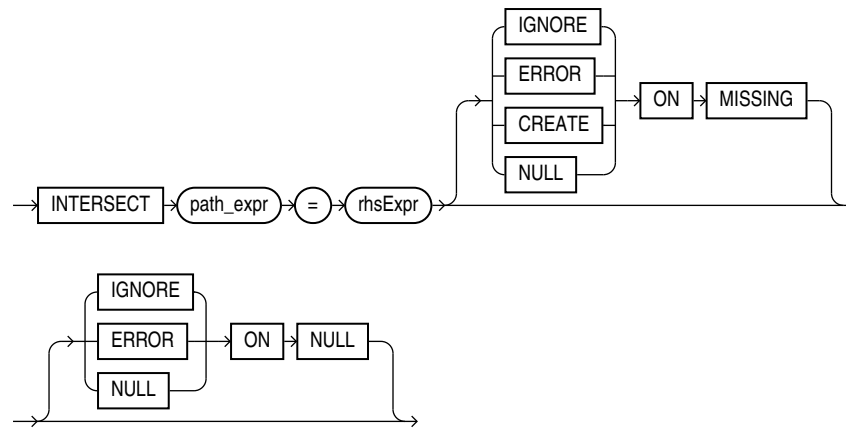 IGNORE
ERROR
ON MISSING
CREATE
NULL
INTERSECT path_expr = rhsExpr
IGNORE
ERROR ON NULL
NULL